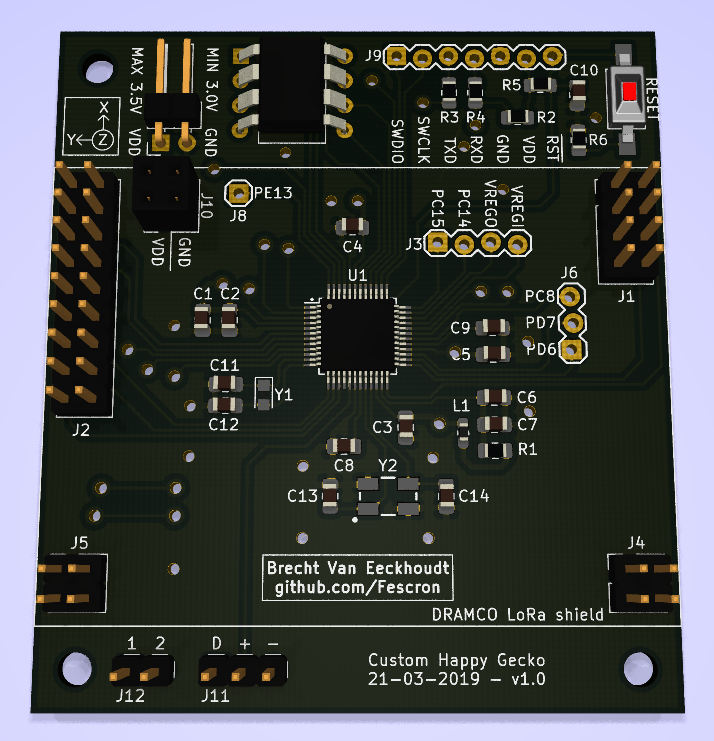 MAX 3.5V
VDD
MIN 3.0V
GND
X
Y
Z
J9
SWDIO
SWCLK
TXD
RXD
GND
VDD
RST
R3 R4
R5
R2
C10
R6
RESET
J10
VDD
GND
PE13
J8
C4
J3
PC15
PC14
VREGO
VREGI
J1
J6
PC8
PD7
PD6
U1
C1 C2
C9
C5
C11
C12
Y1
J2
C3
L1
C6
C7
R1
C8
Y2
C13
C14
J5
J4
Brecht Van Eeckhoudt
github.com/Fescron
DRAMCO LoRa shield
1 2
J12
D + -
J11
Custom Happy Gecko
21-03-2019 - v1.0